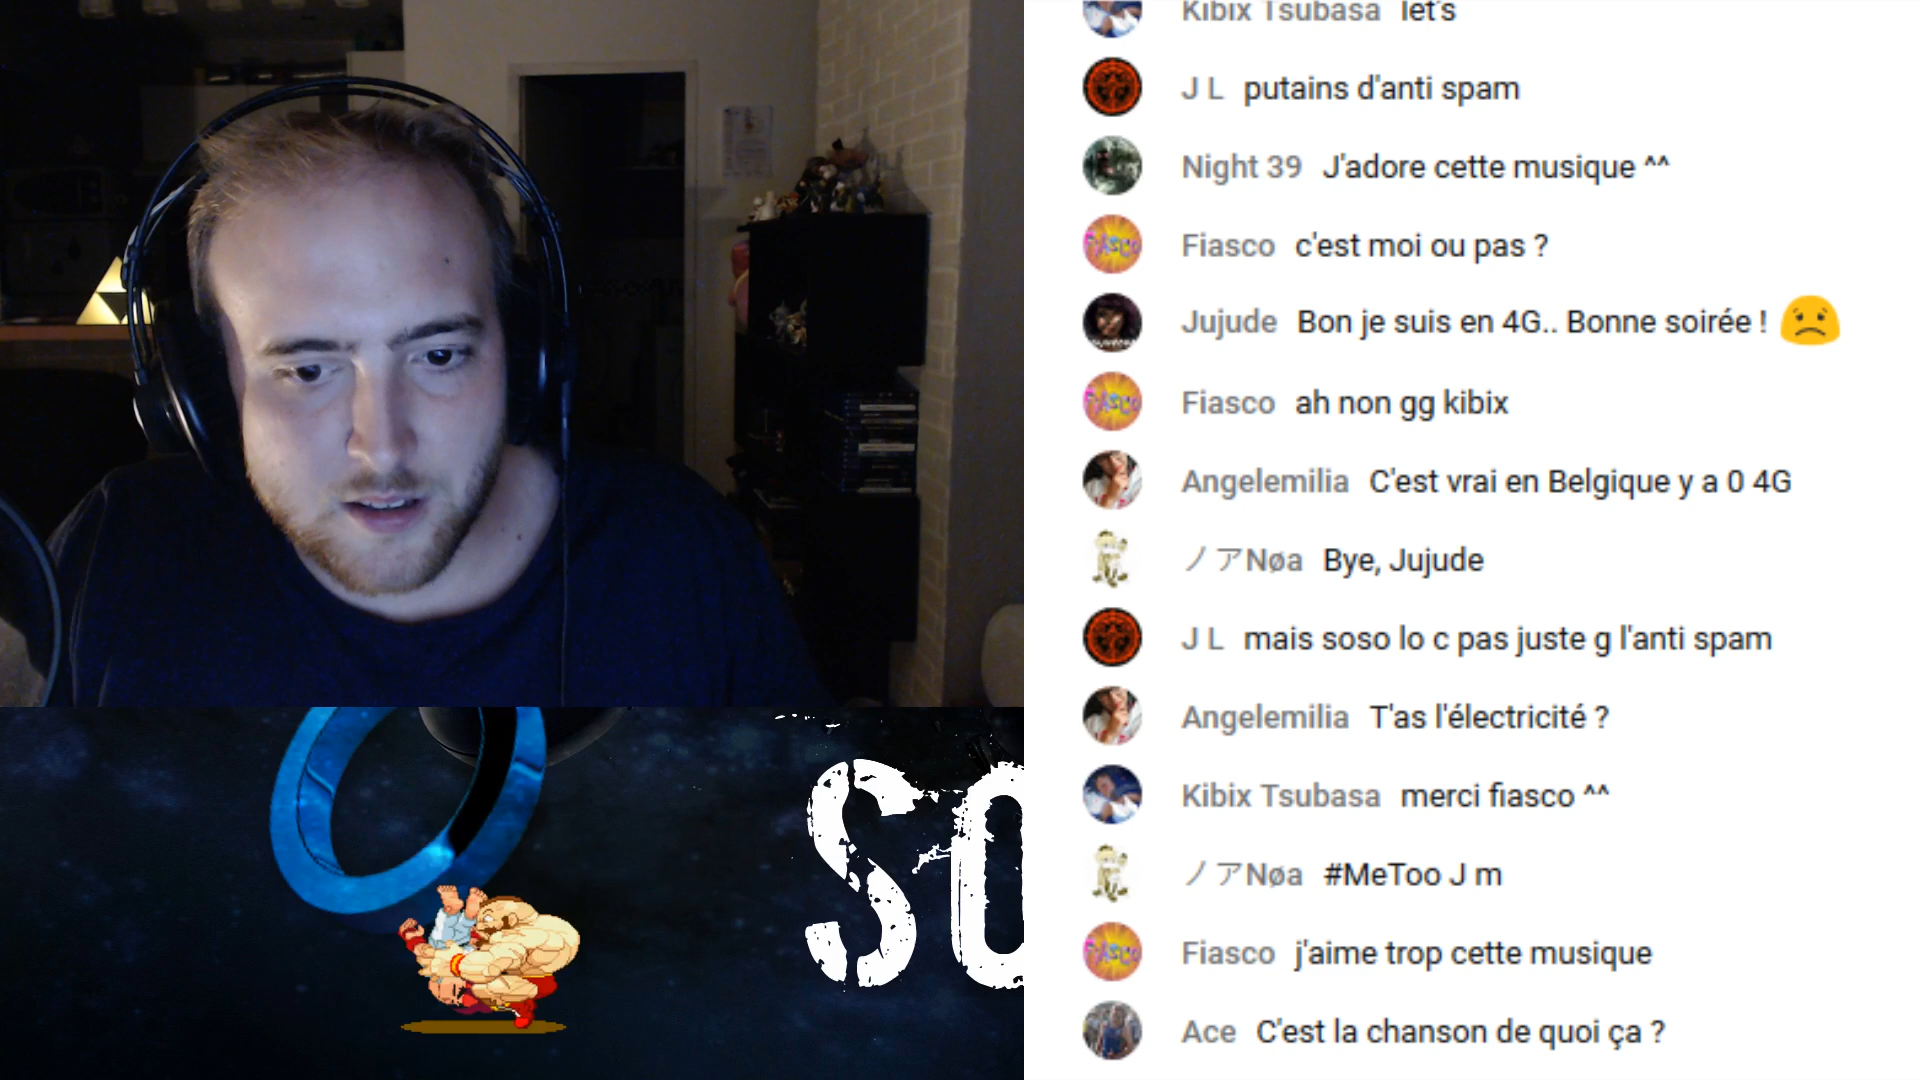 Kibix Tsubasa let's
J L putains d'anti spam
Night 39 J'adore cette musique ^^
Fiasco c'est moi ou pas ?
Jujude Bon je suis en 4G.. Bonne soirée !
Fiasco ah non gg kibix
Angelemilia C'est vrai en Belgique y a 0 4G
ノアNøa Bye, Jujude
J L mais soso lo c pas juste g l'anti spam
Angelemilia T'as l'électricité ?
Kibix Tsubasa merci fiasco ^^
ノアNøa #MeToo J m
Fiasco j'aime trop cette musique
Ace C'est la chanson de quoi ça ?
SO